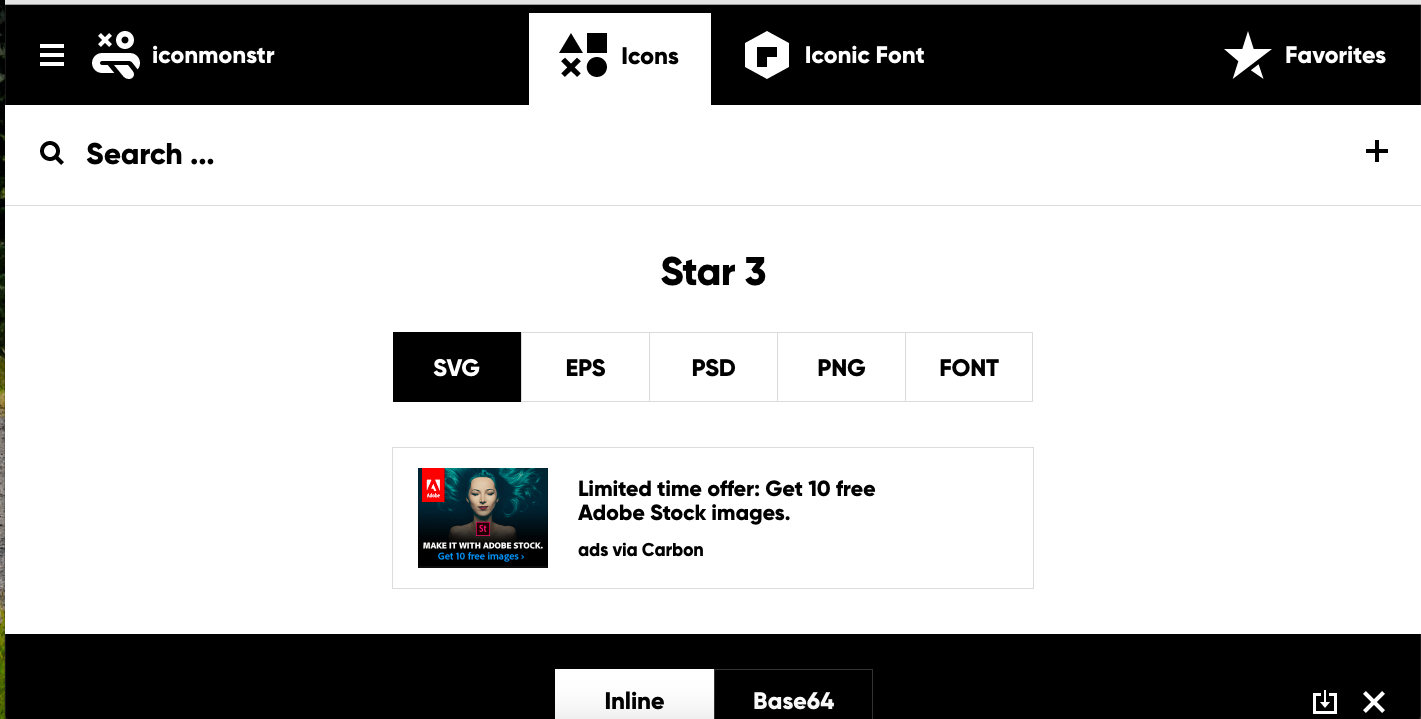 iconmonstr
Icons
Iconic Font
Favorites
Search ...
Star 3
SVG
EPS
PSD
PNG
FONT
Adobe
St
MAKE IT WITH ADOBE STOCK.
Get 10 free images ›
Limited time offer: Get 10 free
Adobe Stock images.
ads via Carbon
Inline
Base64